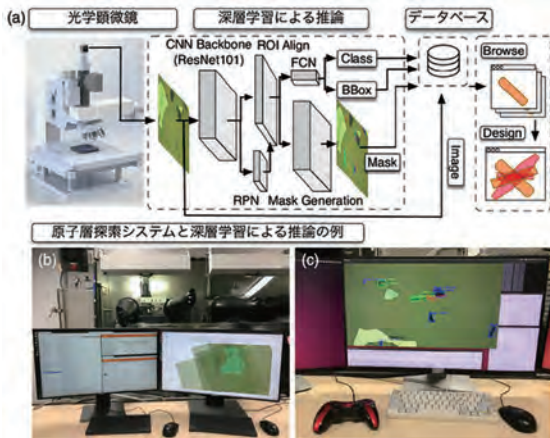 (a)
光学顕微鏡
深層学習による推論
データベース
CNN Backbone
(ResNet101)
ROI Align
FCN
Class
BBox
Mask
RPN
Mask Generation
Image
Browse
Design
原子層探索システムと深層学習による推論の例
(b)
(c)